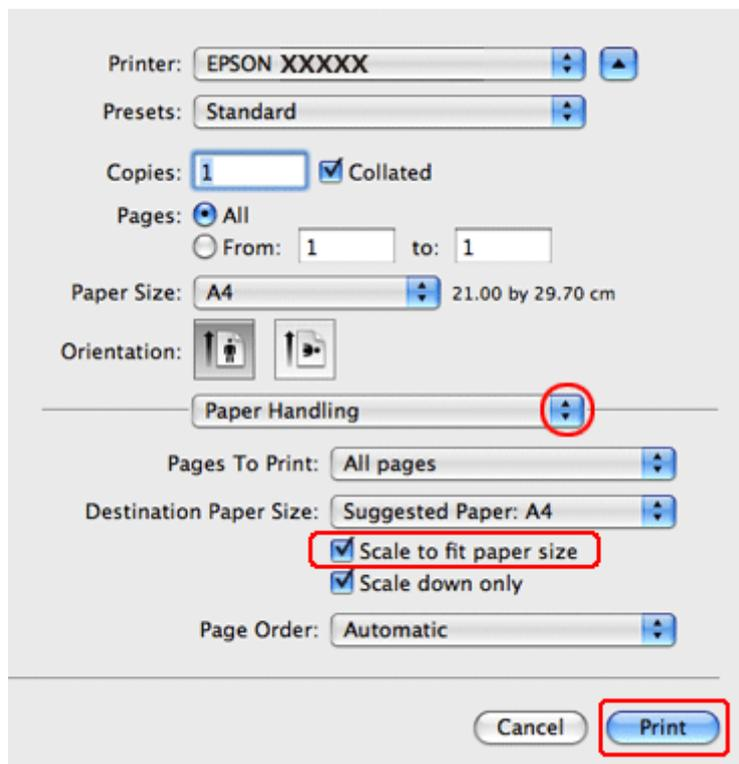 Printer: EPSON XXXXX
Presets: Standard
Copies: 1 Collated
Pages: All
From: 1 to: 1
Paper Size: A4 21.00 by 29.70 cm
Orientation:
Paper Handling
Pages To Print: All pages
Destination Paper Size: Suggested Paper: A4
Scale to fit paper size
Scale down only
Page Order: Automatic
Cancel Print